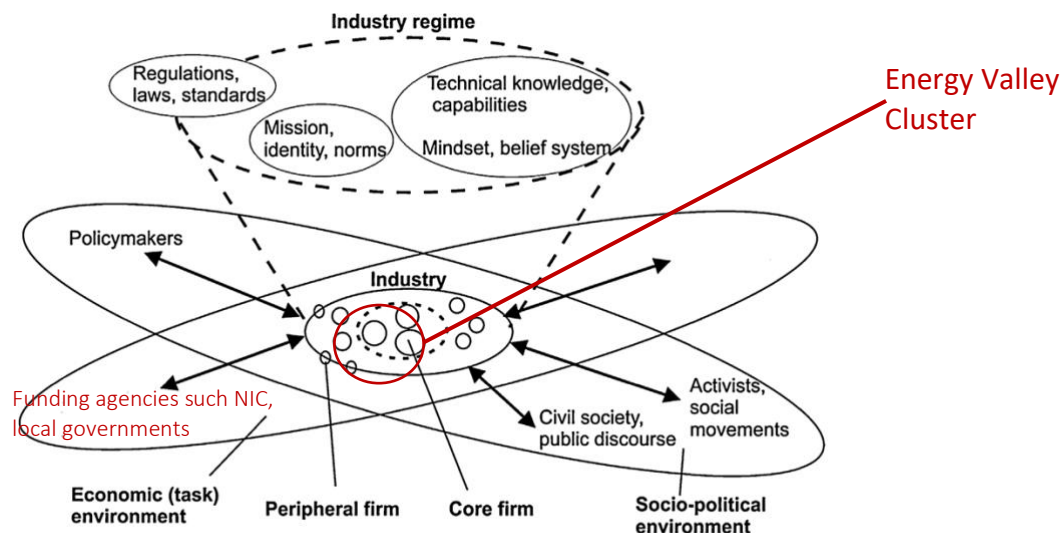 Industry regime
Regulations,
laws, standards
Technical knowledge,
capabilities
Mission,
identity, norms
Mindset, belief system
Energy Valley
Cluster
Policymakers
Industry
Funding agencies such NIC,
local governments
Civil society,
public discourse
Activists,
social
movements
Economic (task)
environment
Peripheral firm
Core firm
Socio-political
environment